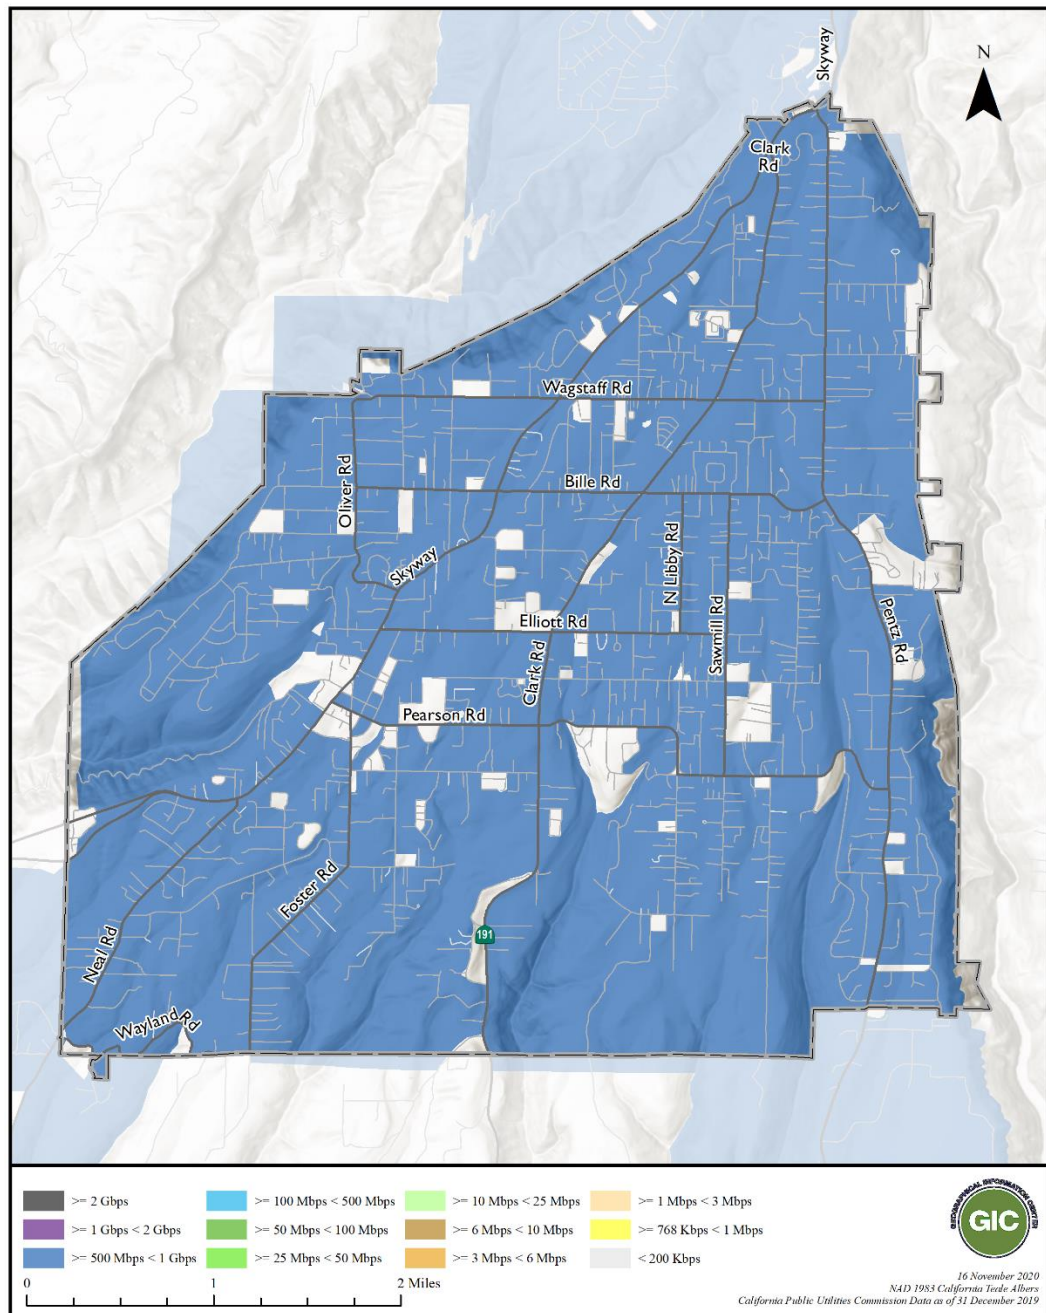 Skyway
N
Clark
Rd
Wagstaff Rd
Oliver Rd
Bille Rd
Skyway
N Libby Rd
Elliott Rd
Sawmill Rd
Pentz Rd
Clark Rd
Pearson Rd
Foster Rd
191
Neal Rd
Wayland Rd
>= 2 Gbps
>= 1 Gbps < 2 Gbps
>= 500 Mbps < 1 Gbps
>= 100 Mbps < 500 Mbps
>= 50 Mbps < 100 Mbps
>= 25 Mbps < 50 Mbps
>= 10 Mbps < 25 Mbps
>= 6 Mbps < 10 Mbps
>= 3 Mbps < 6 Mbps
>= 1 Mbps < 3 Mbps
>= 768 Kbps < 1 Mbps
< 200 Kbps
0 1 2 Miles
GEOGRAPHICAL INFORMATION CENTER
GIC
16 November 2020
NAD 1983 California Teale Albers
California Public Utilities Commission Data as of 31 December 2019